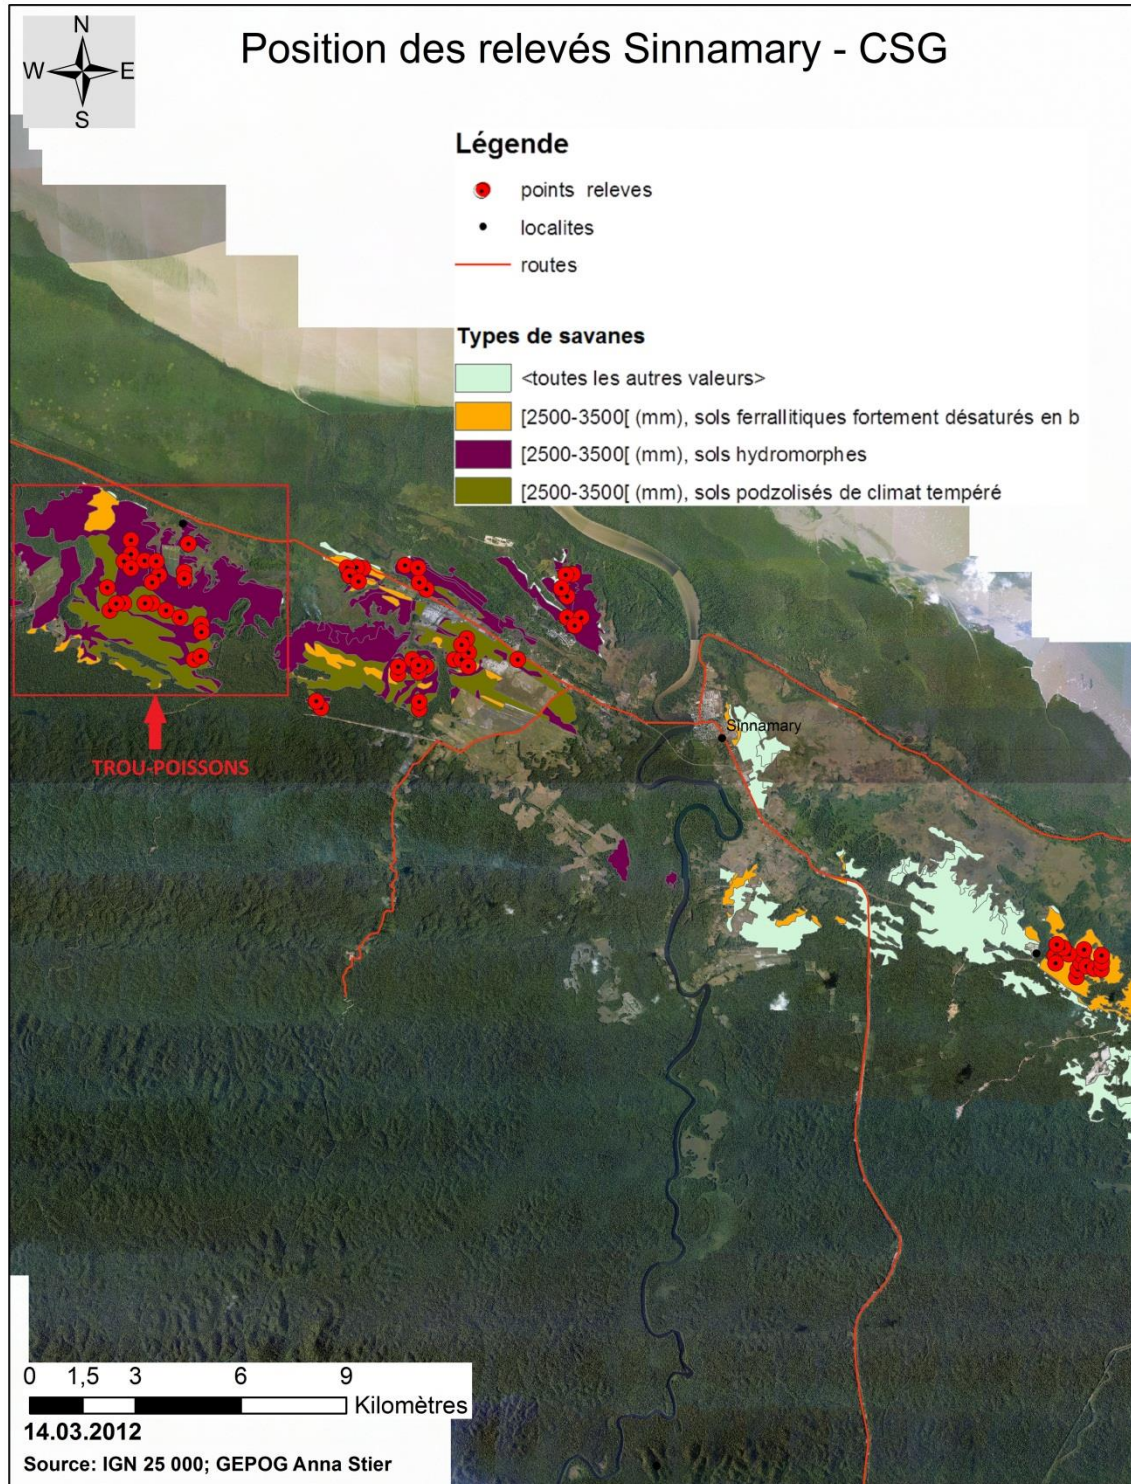 N
W E
S
Position des relevés Sinnamary - CSG
Légende
points releves
localites
routes
Types de savanes
<toutes les autres valeurs>
[2500-3500[ (mm), sols ferrallitiques fortement désaturés en b
[2500-3500[ (mm), sols hydromorphes
[2500-3500[ (mm), sols podzolisés de climat tempéré
Sinnamary
TROU-POISSONS
0 1,5 3 6 9
Kilomètres
14.03.2012
Source: IGN 25 000; GEPOG Anna Stier